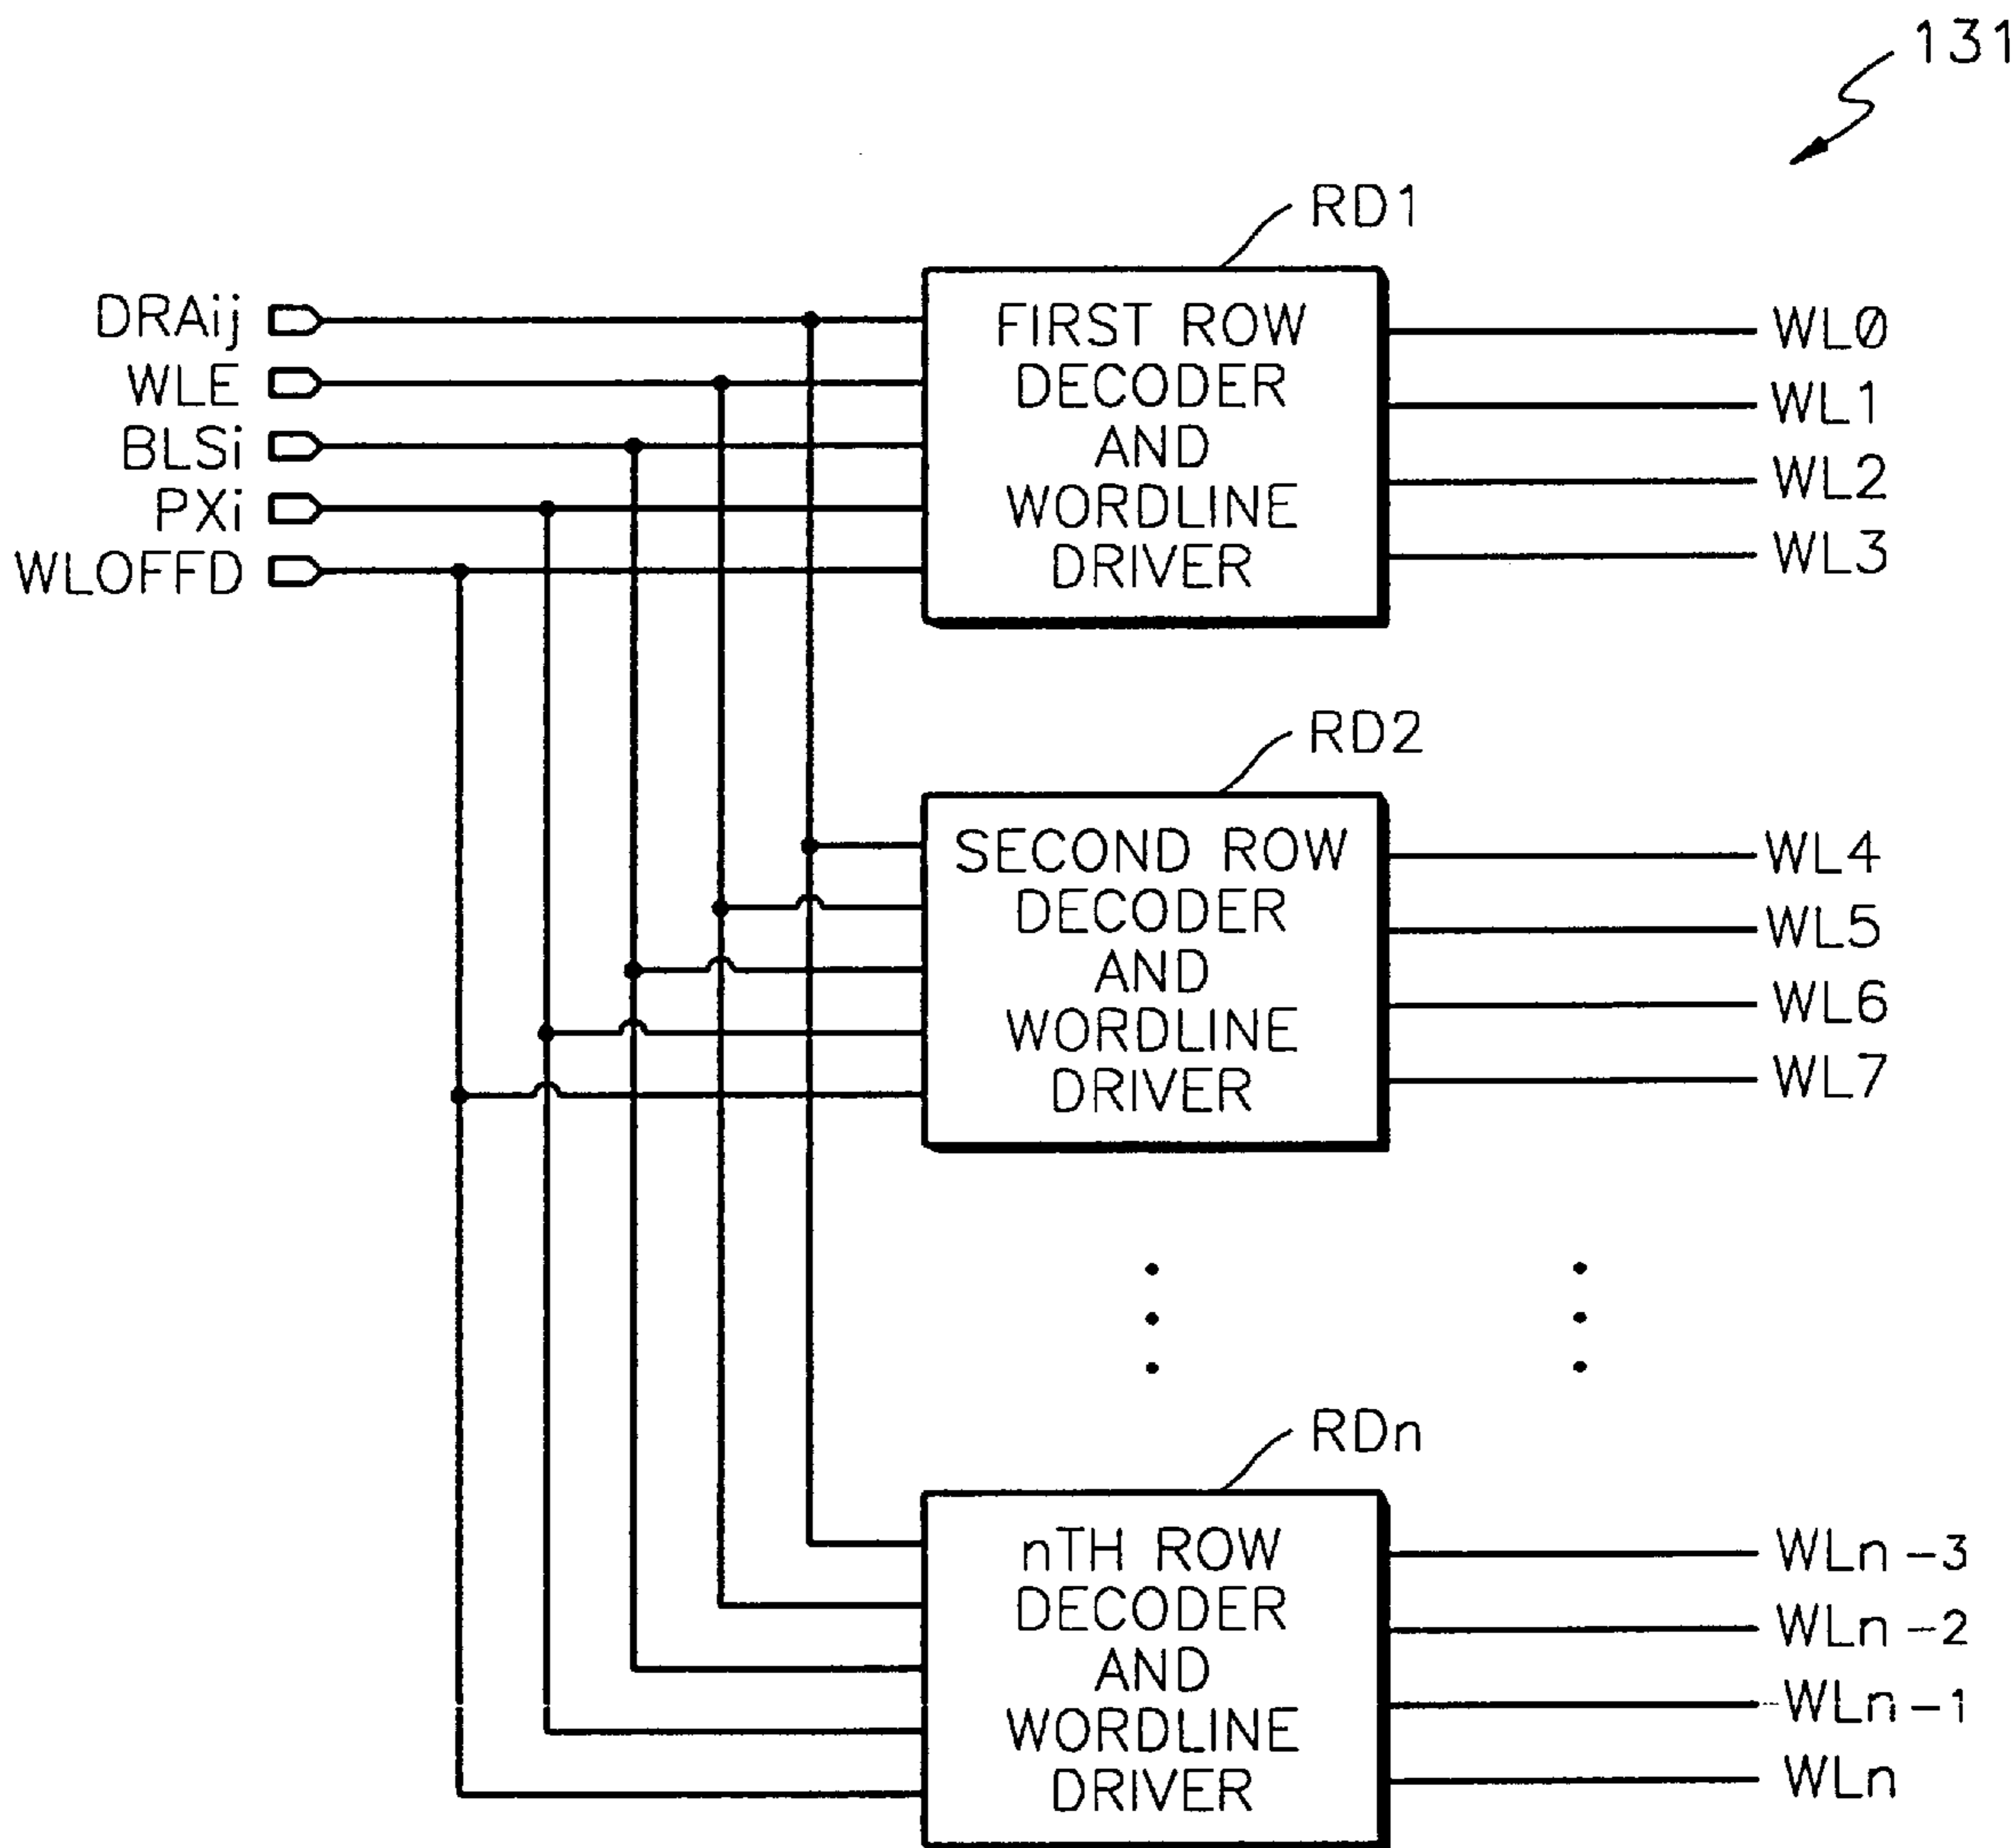 131
RD1
DRAij
WLE
BLSi
PXi
WLOFFD
FIRST ROW
DECODER
AND
WORDLINE
DRIVER
WL0
WL1
WL2
WL3
RD2
SECOND ROW
DECODER
AND
WORDLINE
DRIVER
WL4
WL5
WL6
WL7
RDn
nTH ROW
DECODER
AND
WORDLINE
DRIVER
WLn-3
WLn-2
WLn-1
WLn